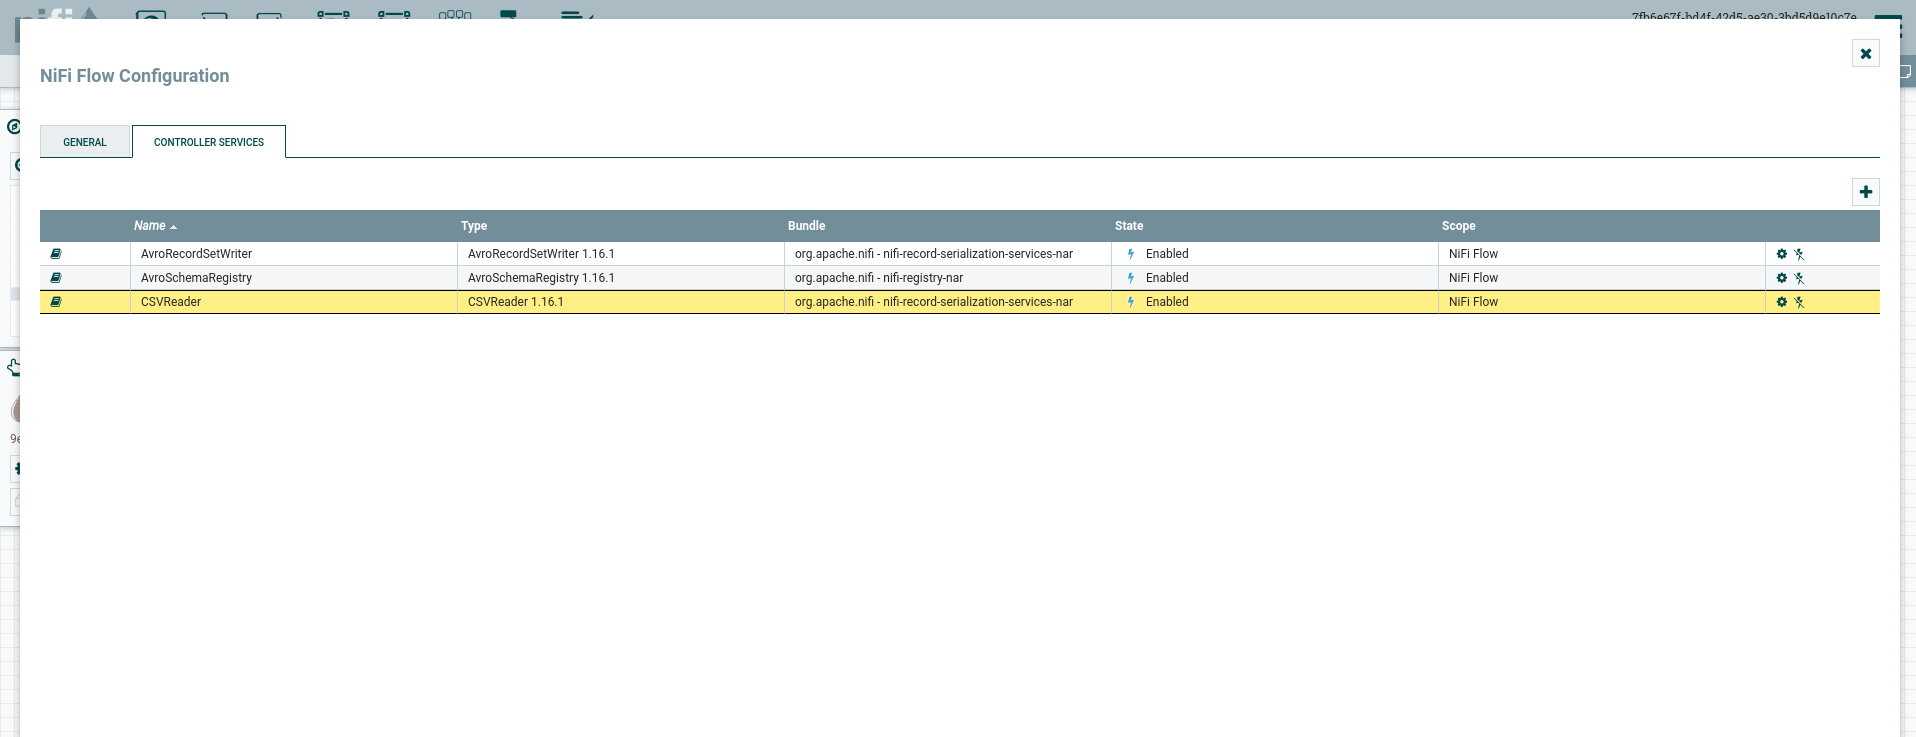 nifi
7fb6e67f-bd4f-42d5-ae30-3bd5d9e10c7e
NiFi Flow Configuration
GENERAL CONTROLLER SERVICES
Name Type Bundle State Scope
AvroRecordSetWriter AvroRecordSetWriter 1.16.1 org.apache.nifi - nifi-record-serialization-services-nar Enabled NiFi Flow
AvroSchemaRegistry AvroSchemaRegistry 1.16.1 org.apache.nifi - nifi-registry-nar Enabled NiFi Flow
CSVReader CSVReader 1.16.1 org.apache.nifi - nifi-record-serialization-services-nar Enabled NiFi Flow